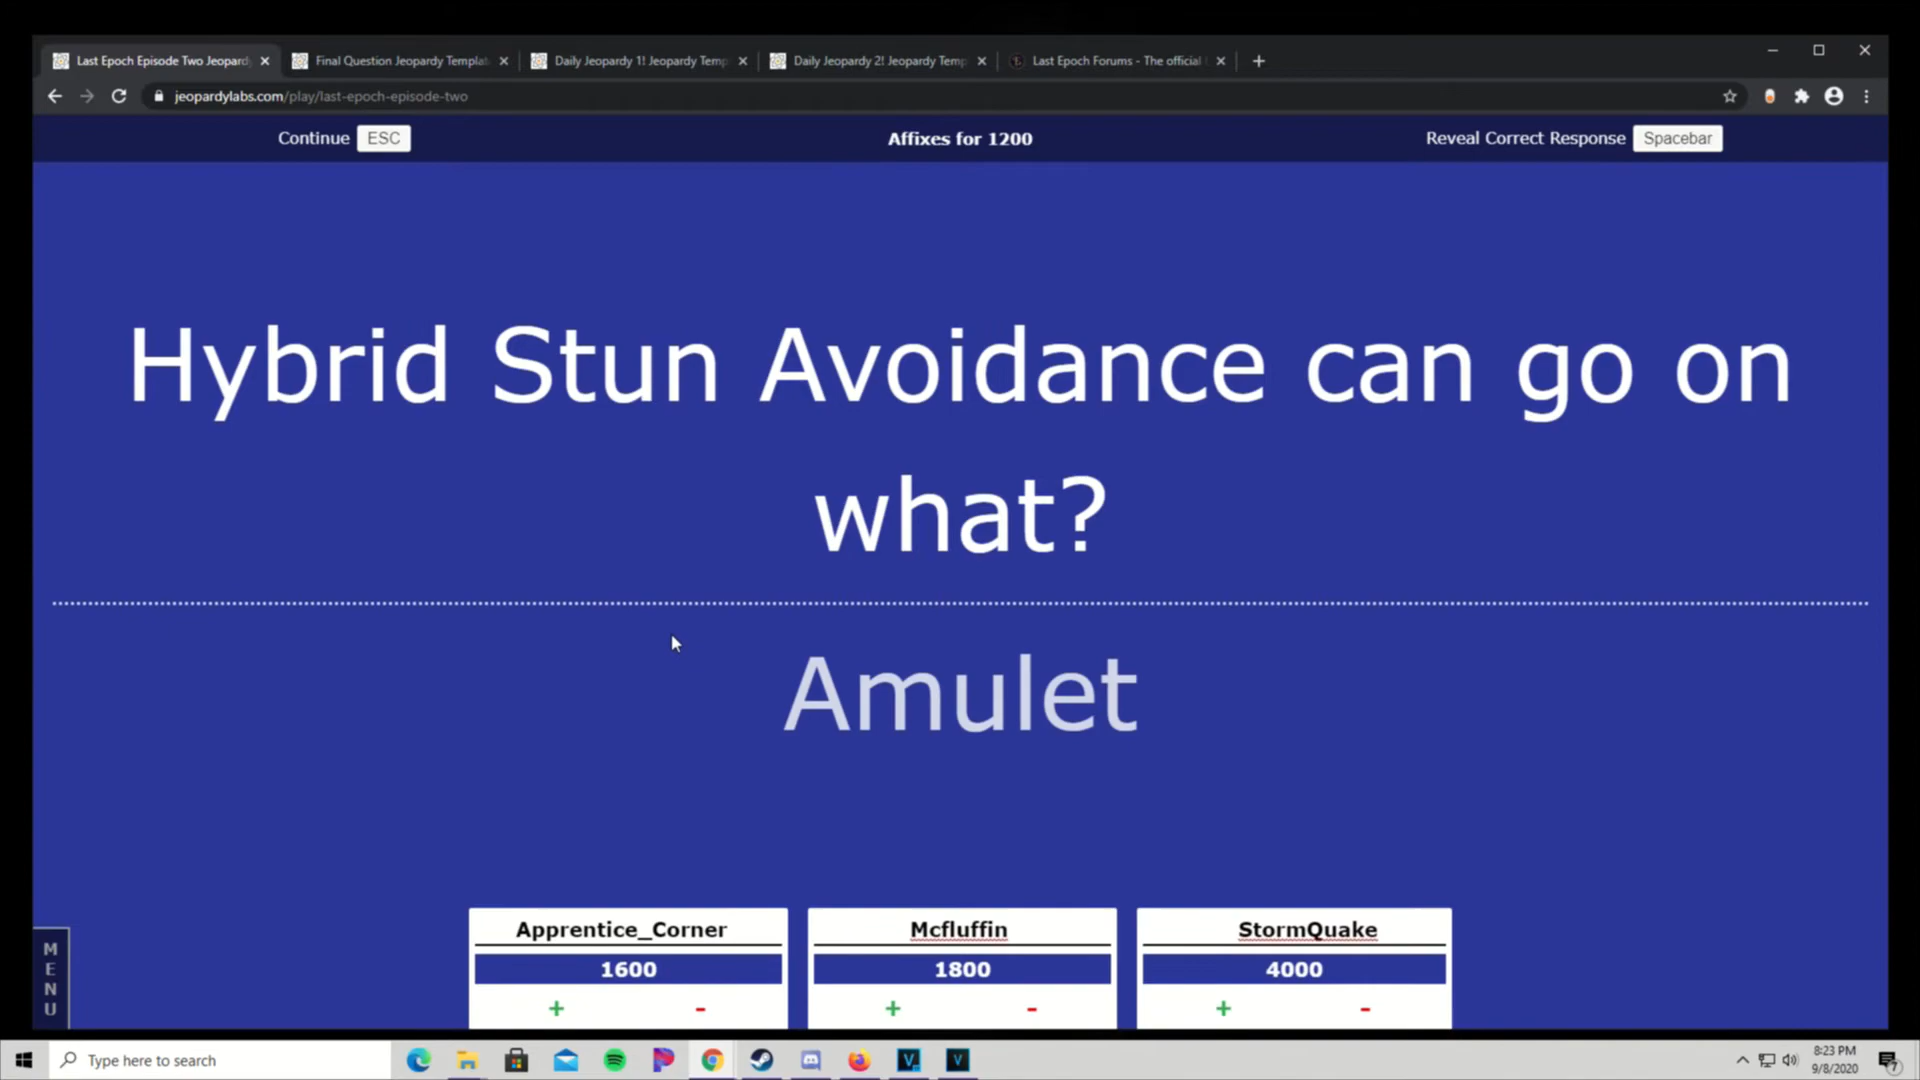 Last Epoch Episode Two Jeopard
Final Question Jeopardy Templat
Daily Jeopardy 1! Jeopardy Temp
Daily Jeopardy 2! Jeopardy Temp
Last Epoch Forums - The official
jeopardylabs.com/play/last-epoch-episode-two
Continue ESC
Affixes for 1200
Reveal Correct Response Spacebar
Hybrid Stun Avoidance can go on
what?
Amulet
MENU
Apprentice_Corner
1600
+ -
Mcfluffin
1800
+ -
StormQuake
4000
+ -
Type here to search
8:23 PM
9/8/2020
7